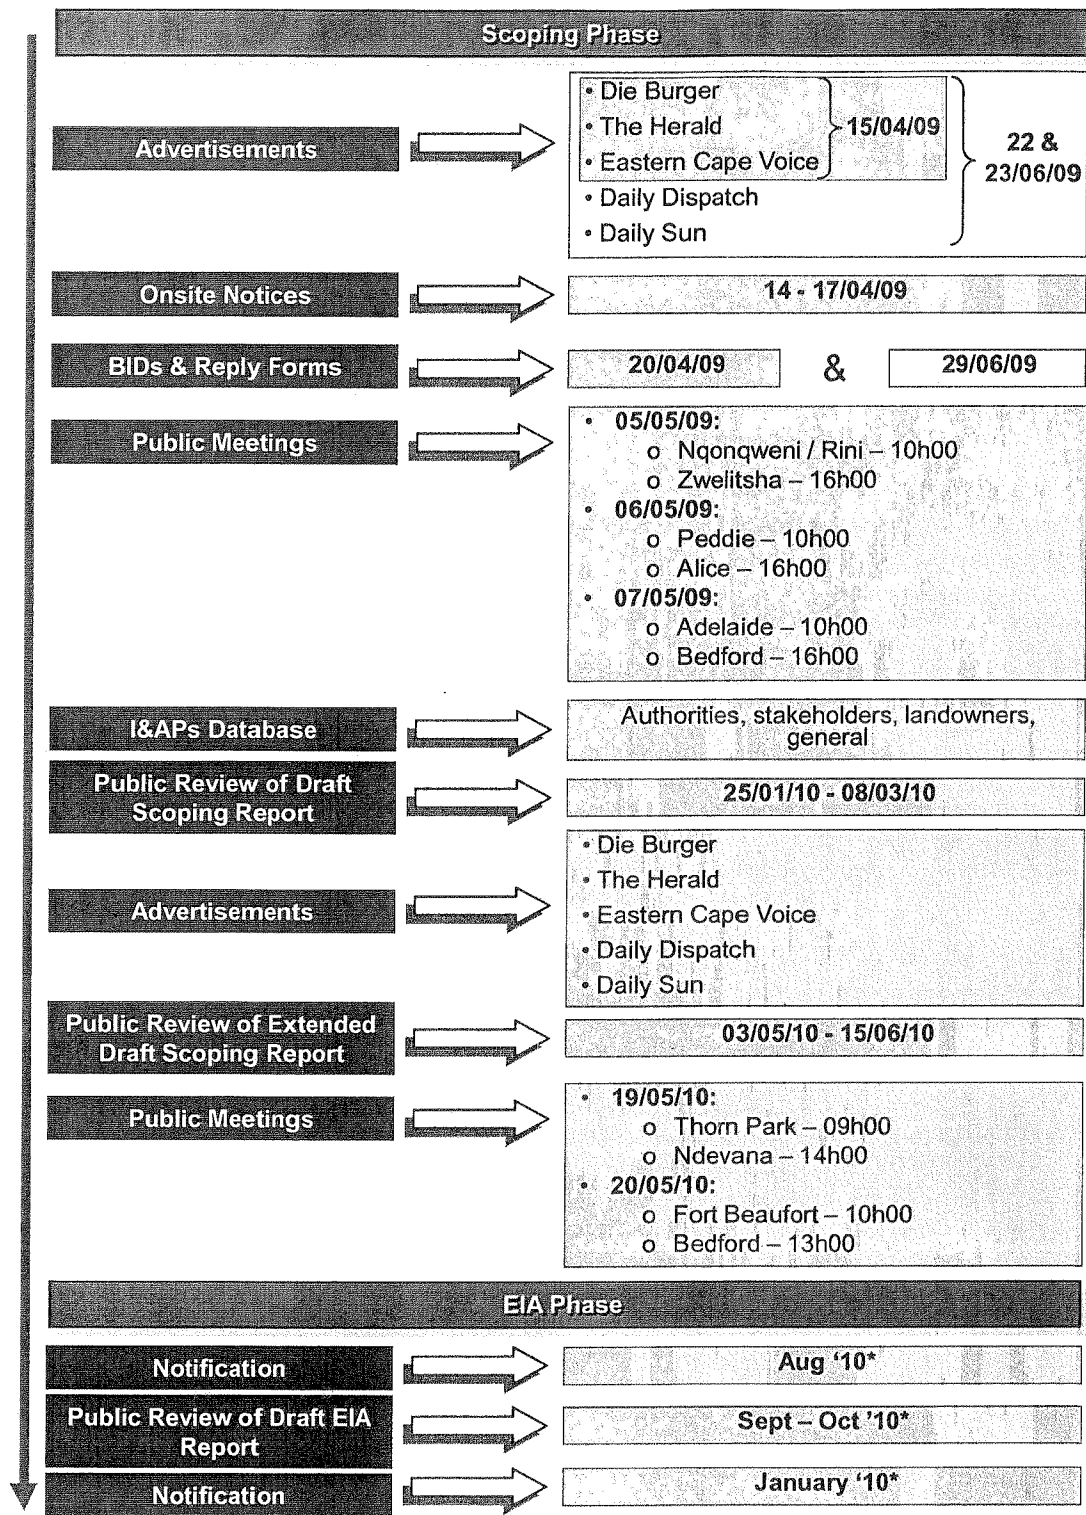 Scoping Phase
Advertisements
• Die Burger
• The Herald
• Eastern Cape Voice
15/04/09
• Daily Dispatch
• Daily Sun
22 &
23/06/09
Onsite Notices
14 - 17/04/09
BIDs & Reply Forms
20/04/09 & 29/06/09
Public Meetings
• 05/05/09:
o Nqonqweni / Rini – 10h00
o Zwelitsha – 16h00
• 06/05/09:
o Peddie – 10h00
o Alice – 16h00
• 07/05/09:
o Adelaide – 10h00
o Bedford – 16h00
I&APs Database
Authorities, stakeholders, landowners,
general
Public Review of Draft
Scoping Report
25/01/10 - 08/03/10
Advertisements
• Die Burger
• The Herald
• Eastern Cape Voice
• Daily Dispatch
• Daily Sun
Public Review of Extended
Draft Scoping Report
03/05/10 - 15/06/10
Public Meetings
• 19/05/10:
o Thorn Park – 09h00
o Ndevana – 14h00
• 20/05/10:
o Fort Beaufort – 10h00
o Bedford – 13h00
EIA Phase
Notification
Aug ‘10*
Public Review of Draft EIA
Report
Sept – Oct ’10*
Notification
January ‘10*